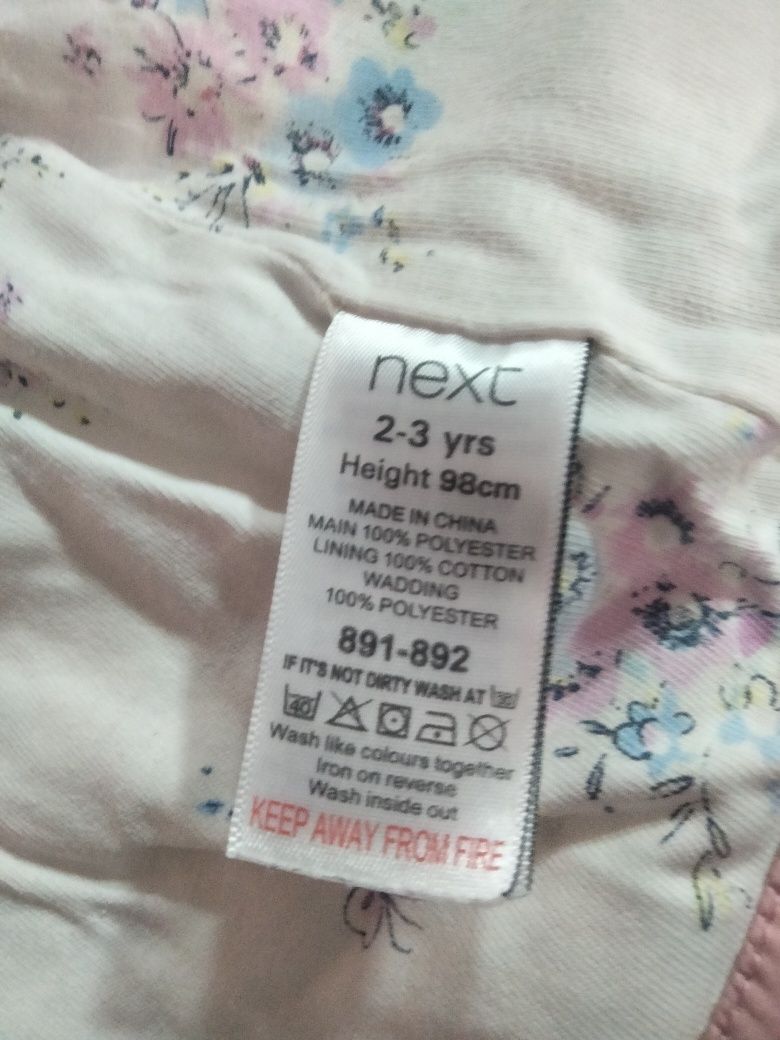 next
2-3 yrs
Height 98cm
MADE IN CHINA
MAIN 100% POLYESTER
LINING 100% COTTON
WADDING
100% POLYESTER
891-892
IF IT'S NOT DIRTY WASH AT 30
40
Wash like colours together
Iron on reverse
Wash inside out
KEEP AWAY FROM FIRE